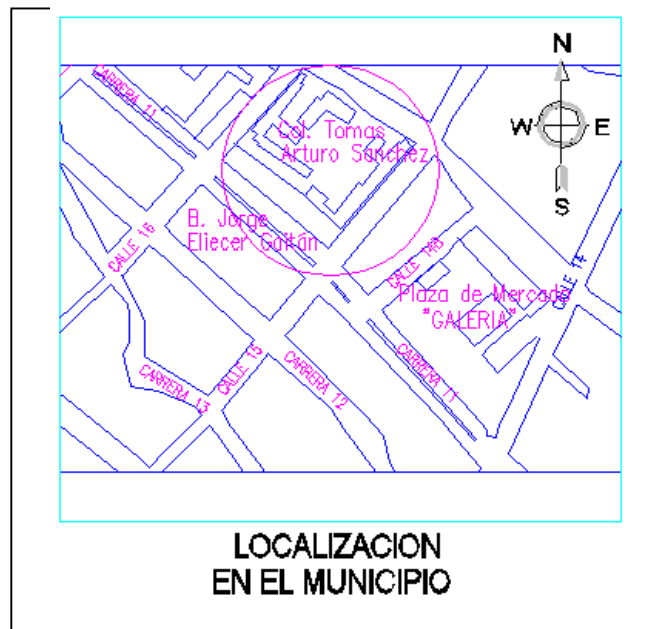 N
W E
S
CARRERA 11
Col. Tomas
Arturo Sanchez
B. Jorge
Eliecer Gaitán
CALLE 16
CALLE 14B
CALLE 14
Plaza de Mercado
"GALERIA"
CALLE 15
CARRERA 13
CARRERA 12
CARRERA 11
LOCALIZACION
EN EL MUNICIPIO